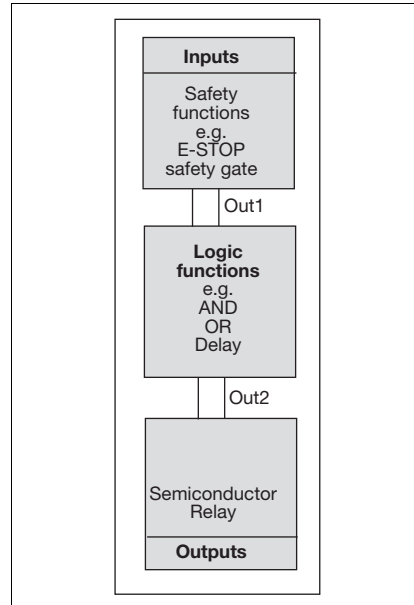 Inputs
Safety
functions
e.g.
E-STOP
safety gate
Out1
Logic
functions
e.g.
AND
OR
Delay
Out2
Semiconductor
Relay
Outputs